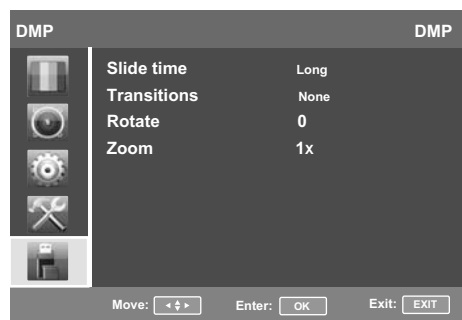 DMP DMP
Slide time Long
Transitions None
Rotate 0
Zoom 1x
Move: Enter: OK Exit: EXIT